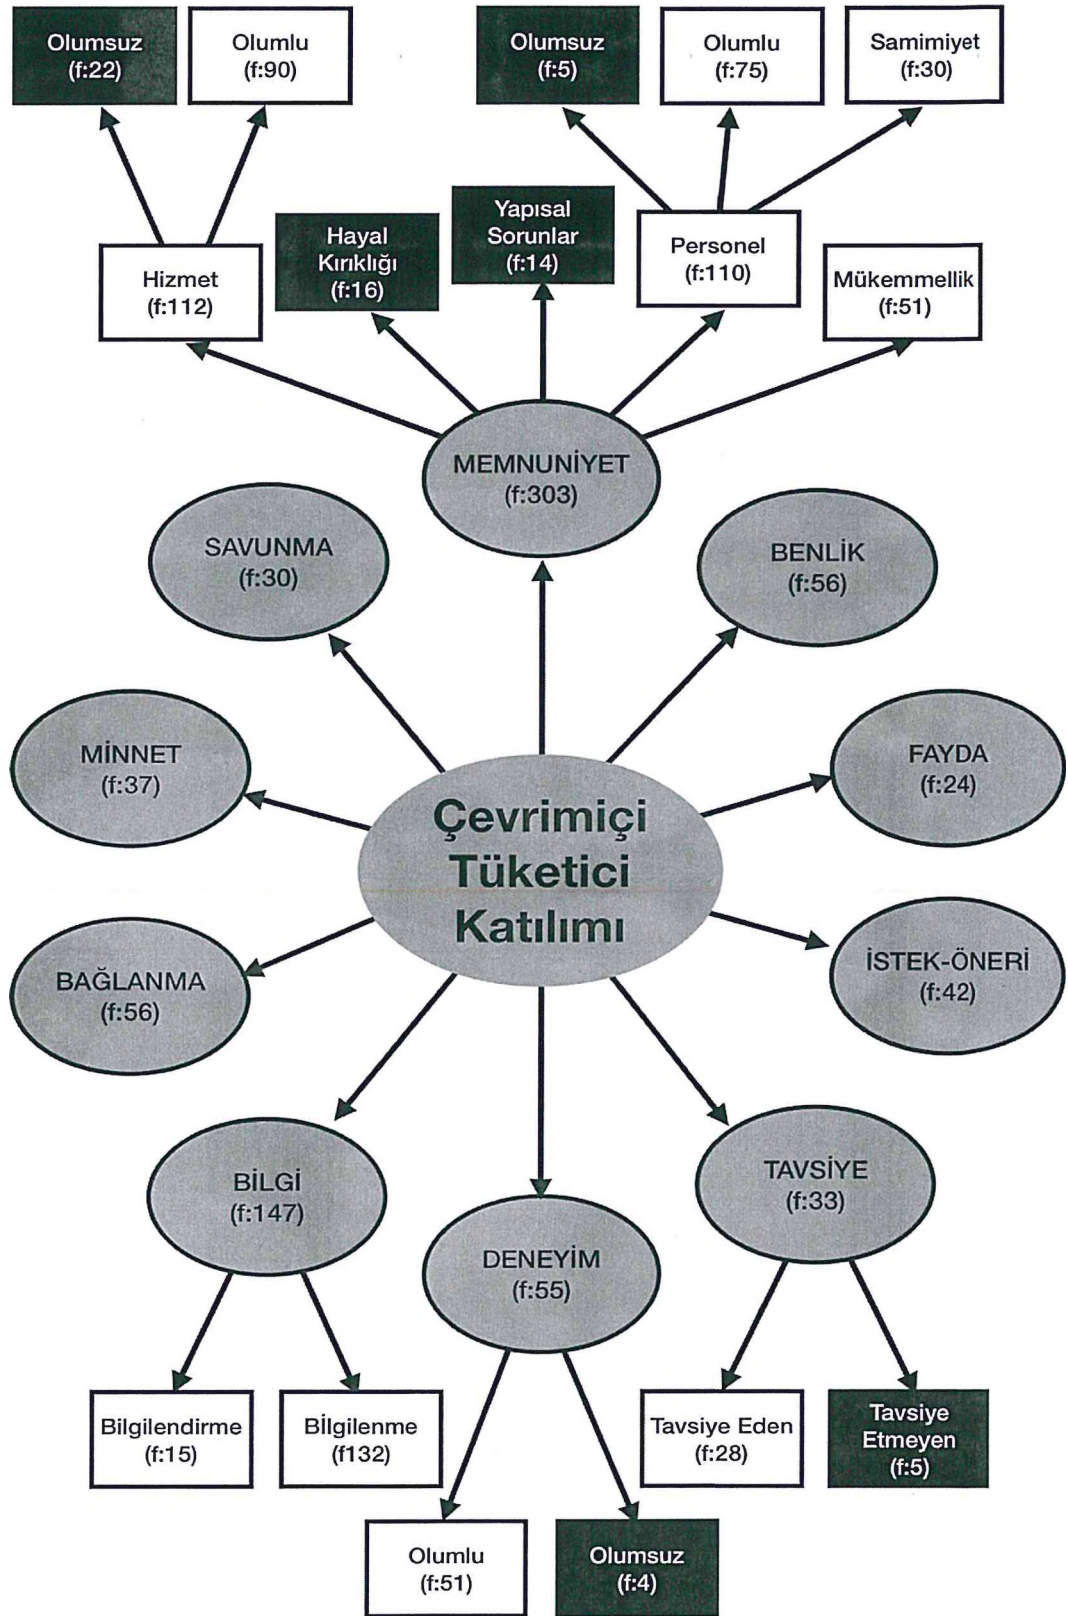 Olumsuz
(f:22)
Olumlu
(f:90)
Olumsuz
(f:5)
Olumlu
(f:75)
Samimiyet
(f:30)
Hizmet
(f:112)
Hayal
Kırıklığı
(f:16)
Yapısal
Sorunlar
(f:14)
Personel
(f:110)
Mükemmellik
(f:51)
MEMNUNİYET
(f:303)
SAVUNMA
(f:30)
BENLİK
(f:56)
MİNNET
(f:37)
FAYDA
(f:24)
Çevrimiçi
Tüketici
Katılımı
BAĞLANMA
(f:56)
İSTEK-ÖNERİ
(f:42)
BİLGİ
(f:147)
DENEYİM
(f:55)
TAVSİYE
(f:33)
Bilgilendirme
(f:15)
Bilgilenme
(f132)
Tavsiye Eden
(f:28)
Tavsiye
Etmeyen
(f:5)
Olumlu
(f:51)
Olumsuz
(f:4)